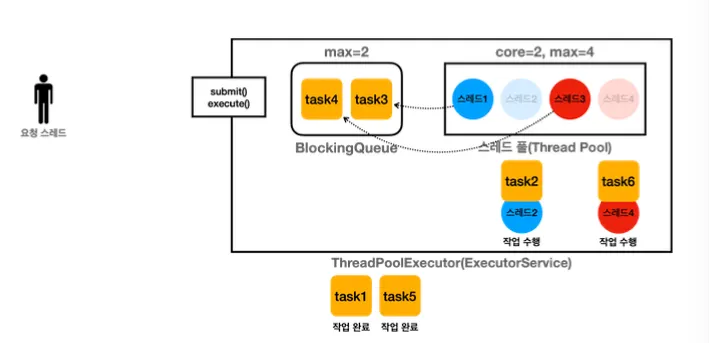 max=2
core=2, max=4
submit()
execute()
task4
task3
스레드1
스레드2
스레드3
스레드4
요청 스레드
BlockingQueue
스레드 풀(Thread Pool)
task2
task6
스레드2
스레드4
작업 수행
작업 수행
ThreadPoolExecutor(ExecutorService)
task1
task5
작업 완료
작업 완료